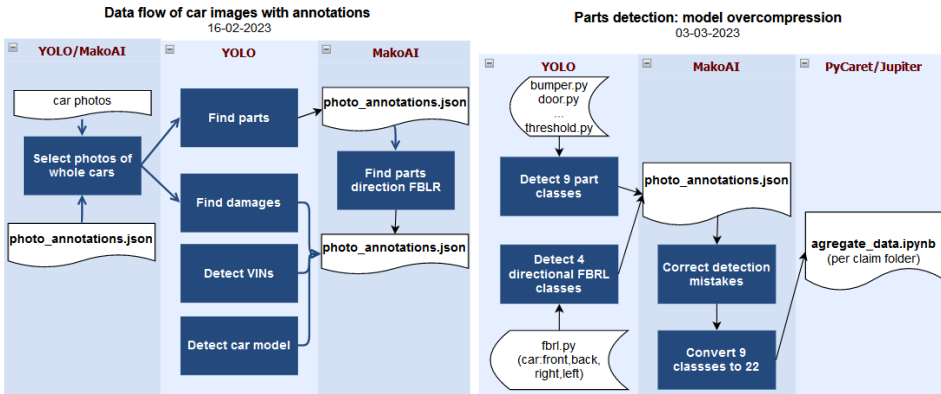 Data flow of car images with annotations
16-02-2023
YOLO/MakoAI
YOLO
MakoAI
car photos
Select photos of
whole cars
photo_annotations.json
Find parts
Find damages
Detect VINs
Detect car model
photo_annotations.json
Find parts
direction FBLR
photo_annotations.json
Parts detection: model overcompression
03-03-2023
YOLO
MakoAI
PyCaret/Jupiter
bumper.py
door.py
...
threshold.py
Detect 9 part
classes
Detect 4
directional FBRL
classes
fbrl.py
(car:front,back,
right,left)
photo_annotations.json
Correct detection
mistakes
Convert 9
classses to 22
agregate_data.ipynb
(per claim folder)